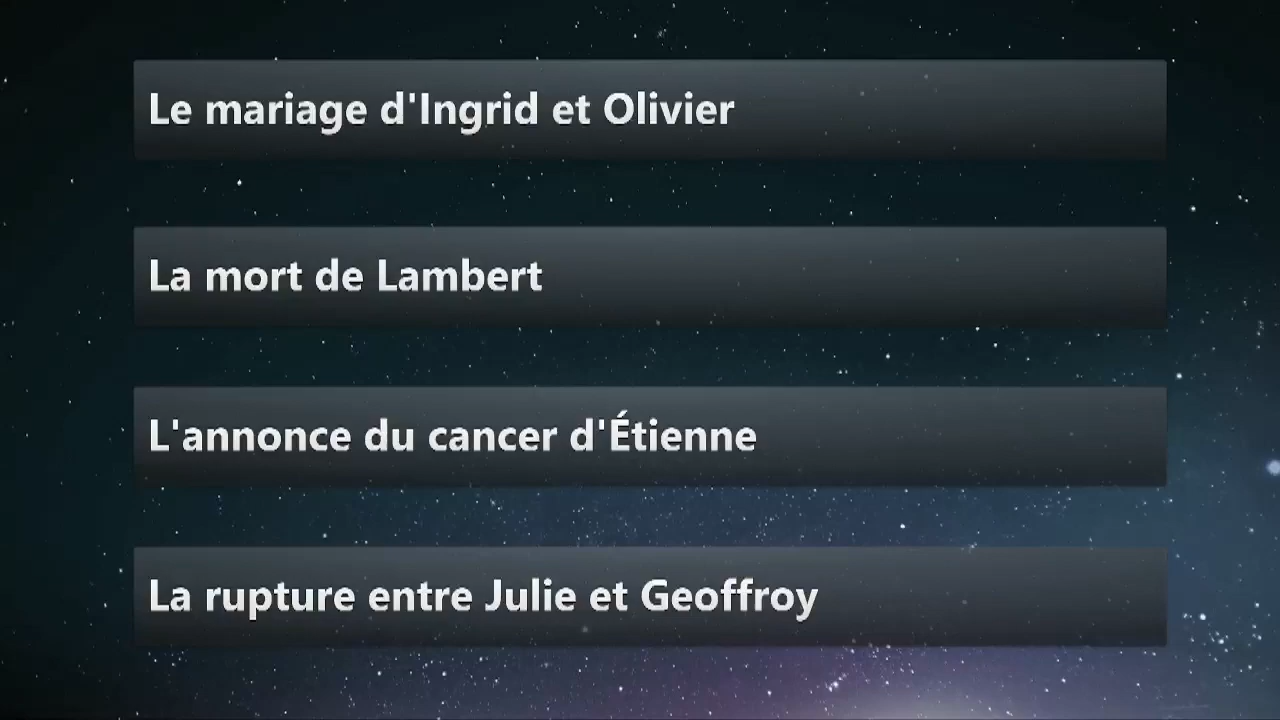 Le mariage d'Ingrid et Olivier
La mort de Lambert
L'annonce du cancer d'Étienne
La rupture entre Julie et Geoffroy